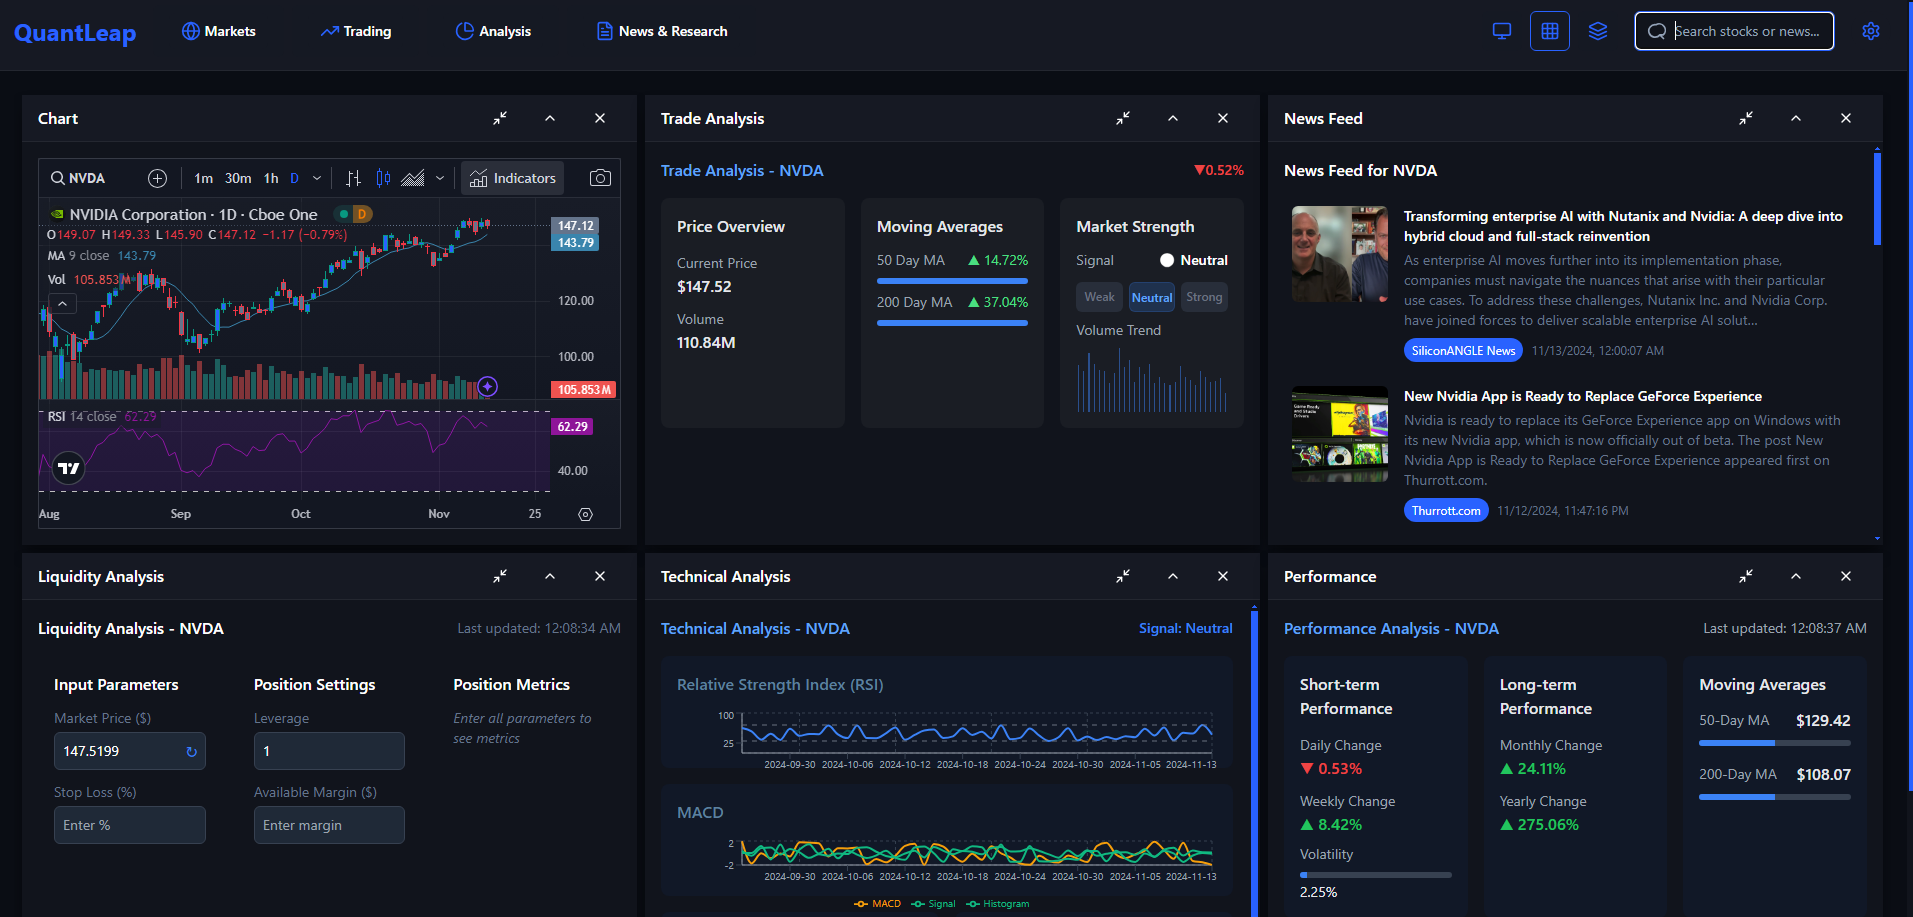 QuantLeap
Markets
Trading
Analysis
News & Research
Search stocks or news...
Chart
NVDA
1m 30m 1h D
Indicators
NVIDIA Corporation · 1D · Cboe One
D
O149.07 H149.33 L145.90 C147.12 −1.17 (−0.79%)
MA 9 close 143.79
Vol 105.853M
147.12
143.79
120.00
100.00
105.853M
RSI 14 close 62.29
62.29
40.00
Aug Sep Oct Nov 25
Trade Analysis
Trade Analysis - NVDA
▼0.52%
Price Overview
Current Price
$147.52
Volume
110.84M
Moving Averages
50 Day MA ▲ 14.72%
200 Day MA ▲ 37.04%
Market Strength
Signal Neutral
Weak Neutral Strong
Volume Trend
News Feed
News Feed for NVDA
Transforming enterprise AI with Nutanix and Nvidia: A deep dive into
hybrid cloud and full-stack reinvention
As enterprise AI moves further into its implementation phase,
companies must navigate the nuances that arise with their particular
use cases. To address these challenges, Nutanix Inc. and Nvidia Corp.
have joined forces to deliver scalable enterprise AI solut...
SiliconANGLE News 11/13/2024, 12:00:07 AM
New Nvidia App is Ready to Replace GeForce Experience
Nvidia is ready to replace its GeForce Experience app on Windows with
its new Nvidia app, which is now officially out of beta. The post New
Nvidia App is Ready to Replace GeForce Experience appeared first on
Thurrott.com.
Thurrott.com 11/12/2024, 11:47:16 PM
Liquidity Analysis
Liquidity Analysis - NVDA
Last updated: 12:08:34 AM
Input Parameters
Market Price ($)
147.5199
Stop Loss (%)
Enter %
Position Settings
Leverage
1
Available Margin ($)
Enter margin
Position Metrics
Enter all parameters to
see metrics
Technical Analysis
Technical Analysis - NVDA
Signal: Neutral
Relative Strength Index (RSI)
100
25
2024-09-30 2024-10-06 2024-10-12 2024-10-18 2024-10-24 2024-10-30 2024-11-05 2024-11-13
MACD
2
-2
2024-09-30 2024-10-06 2024-10-12 2024-10-18 2024-10-24 2024-10-30 2024-11-05 2024-11-13
MACD Signal Histogram
Performance
Performance Analysis - NVDA
Last updated: 12:08:37 AM
Short-term
Performance
Daily Change
▼ 0.53%
Weekly Change
▲ 8.42%
Volatility
2.25%
Long-term
Performance
Monthly Change
▲ 24.11%
Yearly Change
▲ 275.06%
Moving Averages
50-Day MA $129.42
200-Day MA $108.07